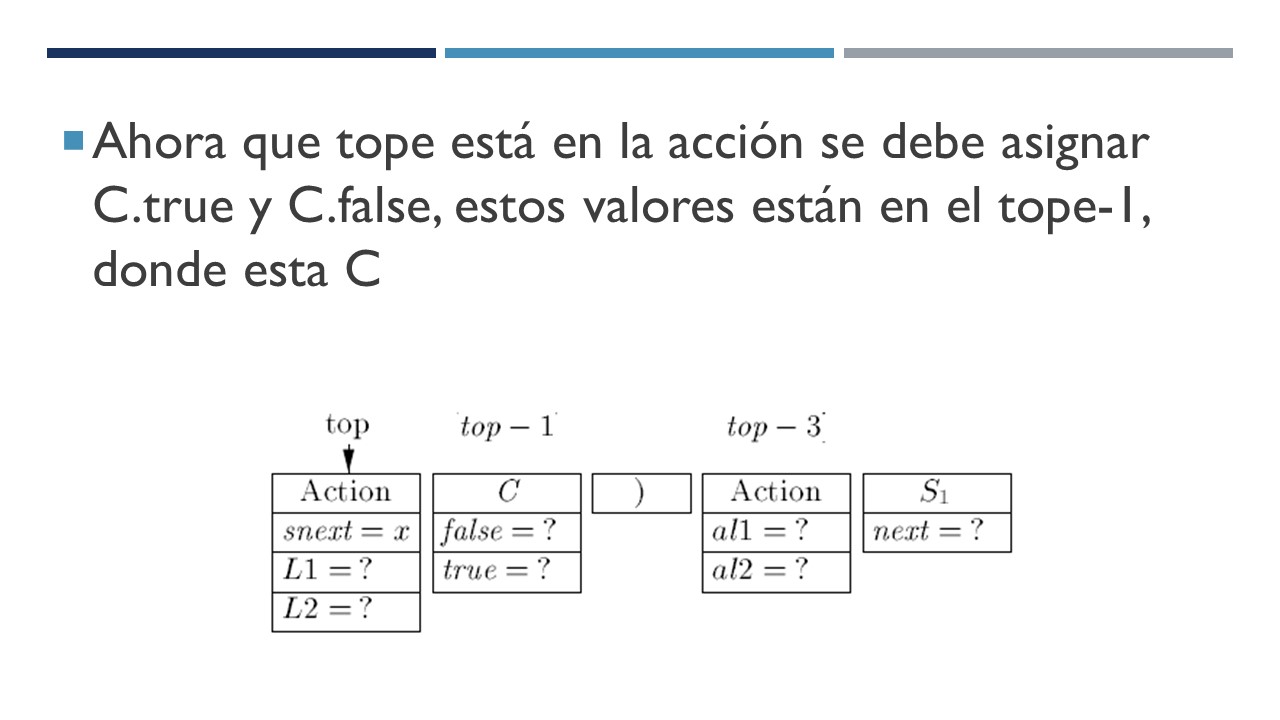 Ahora que tope está en la acción se debe asignar
C.true y C.false, estos valores están en el tope-1,
donde esta C
top top − 1 top − 3
Action C ) Action S₁
snext = x false = ? al1 = ? next = ?
L1 = ? true = ? al2 = ?
L2 = ?